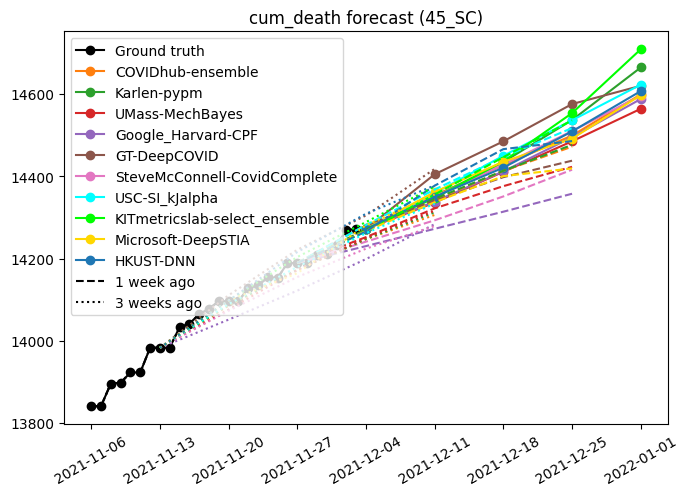 cum_death forecast (45_SC)
Ground truth
COVIDhub-ensemble
Karlen-pypm
UMass-MechBayes
Google_Harvard-CPF
GT-DeepCOVID
SteveMcConnell-CovidComplete
USC-SI_kJalpha
KITmetricslab-select_ensemble
Microsoft-DeepSTIA
HKUST-DNN
1 week ago
3 weeks ago
14600
14400
14200
14000
13800
2021-11-06
2021-11-13
2021-11-20
2021-11-27
2021-12-04
2021-12-11
2021-12-18
2021-12-25
2022-01-01